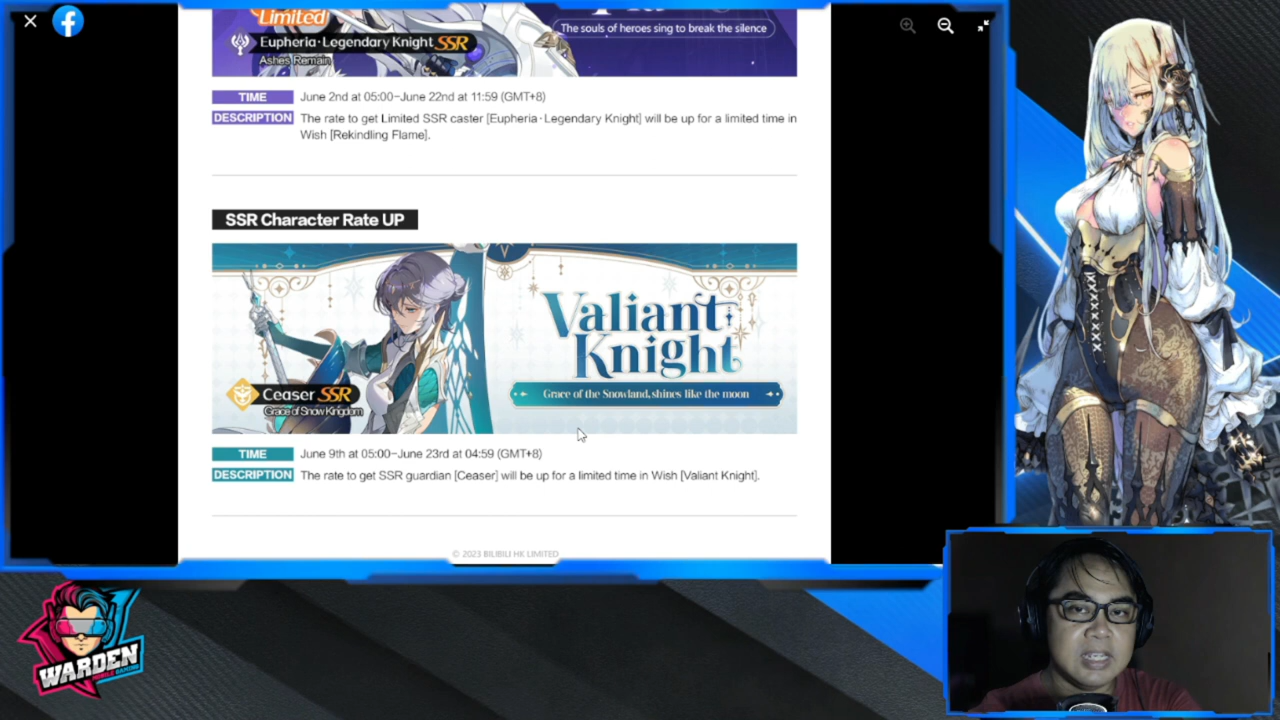 Limited
The souls of heroes sing to break the silence
Eupheria·Legendary Knight SSR
Ashes Remain
TIME June 2nd at 05:00–June 22nd at 11:59 (GMT+8)
DESCRIPTION The rate to get Limited SSR caster [Eupheria·Legendary Knight] will be up for a limited time in
Wish [Rekindling Flame].
SSR Character Rate UP
Valiant
Knight
Grace of the Snowland, shines like the moon
Ceaser SSR
Grace of Snow Kingdom
TIME June 9th at 05:00–June 23rd at 04:59 (GMT+8)
DESCRIPTION The rate to get SSR guardian [Ceaser] will be up for a limited time in Wish [Valiant Knight].
© 2023 BILIBILI HK LIMITED
WARDEN
MOBILE GAMING